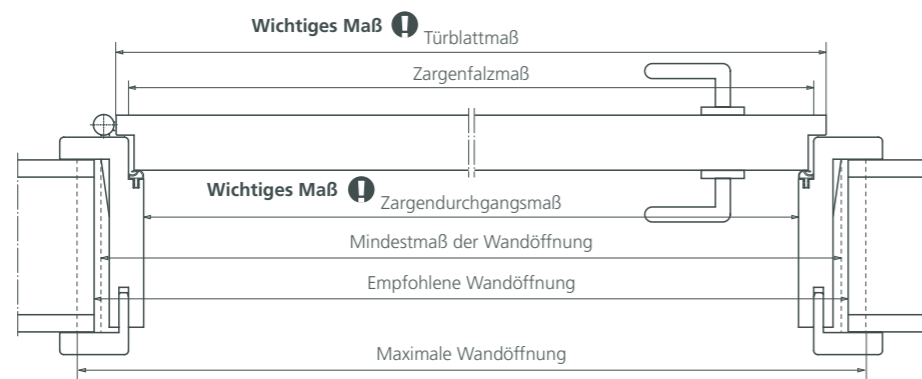 Wichtiges Maß
Türblattmaß
Zargenfalzmaß
Wichtiges Maß
Zargendurchgangsmaß
Mindestmaß der Wandöffnung
Empfohlene Wandöffnung
Maximale Wandöffnung